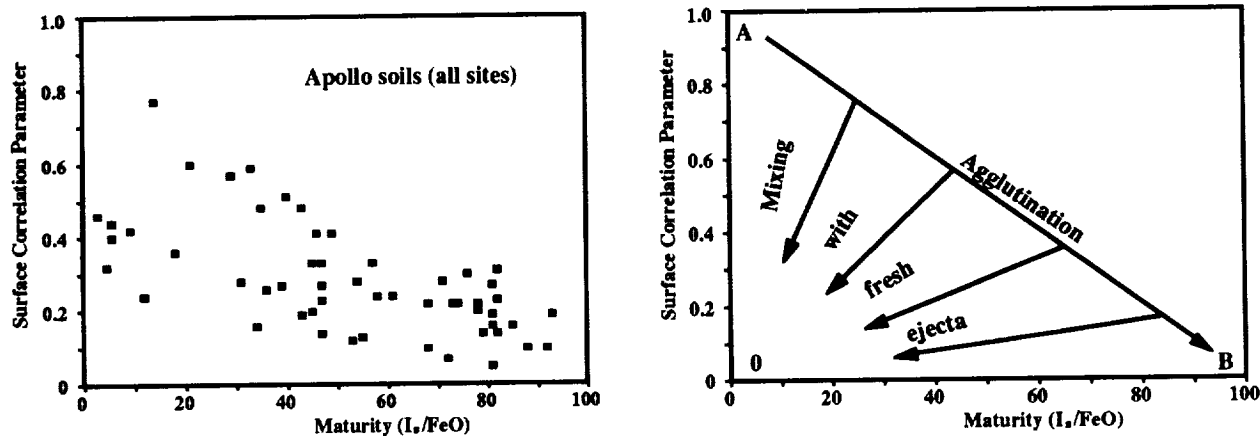 1.0
0.8
0.6
0.4
0.2
0
0 20 40 60 80 100
Surface Correlation Parameter
Maturity (Iₛ/FeO)
Apollo soils (all sites)
1.0
0.8
0.6
0.4
0.2
0
0 20 40 60 80 100
Surface Correlation Parameter
Maturity (Iₛ/FeO)
A
Agglutination
Mixing
with
fresh
ejecta
0
B